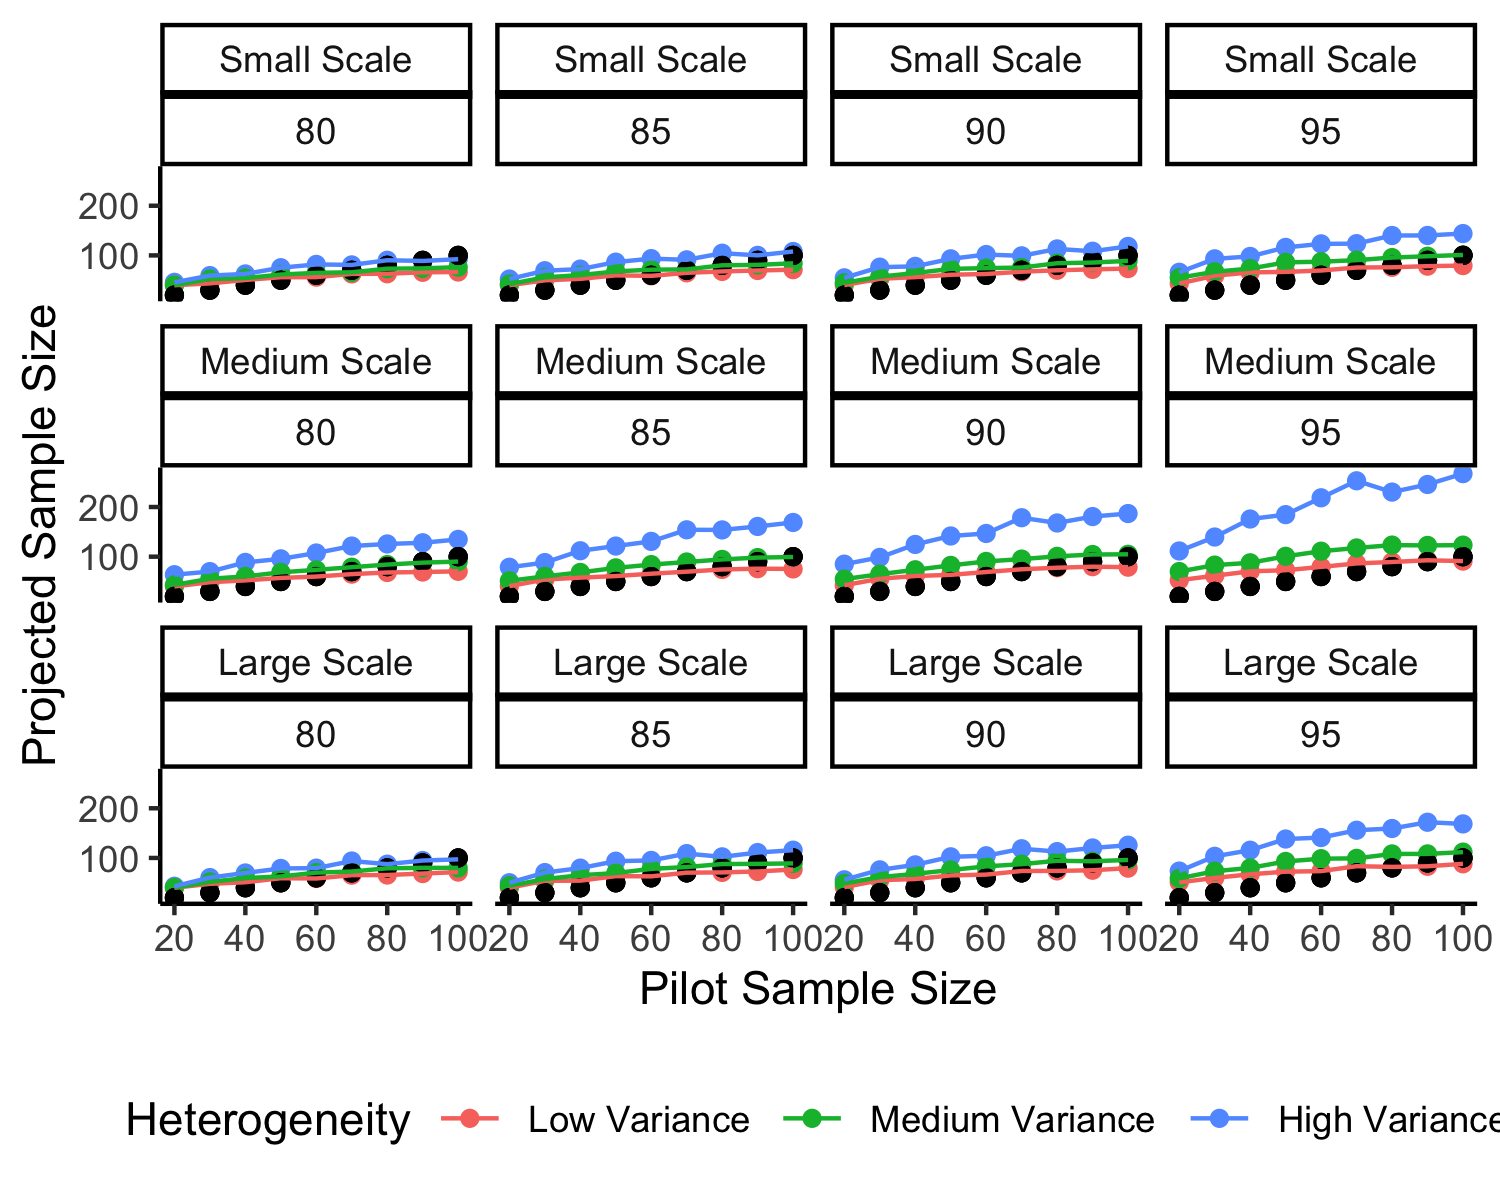 Small Scale Small Scale Small Scale Small Scale
80 85 90 95
200
100
Medium Scale Medium Scale Medium Scale Medium Scale
80 85 90 95
200
100
Large Scale Large Scale Large Scale Large Scale
80 85 90 95
200
100
20 40 60 80 100 20 40 60 80 100 20 40 60 80 100 20 40 60 80 100
Projected Sample Size
Pilot Sample Size
Heterogeneity Low Variance Medium Variance High Variance